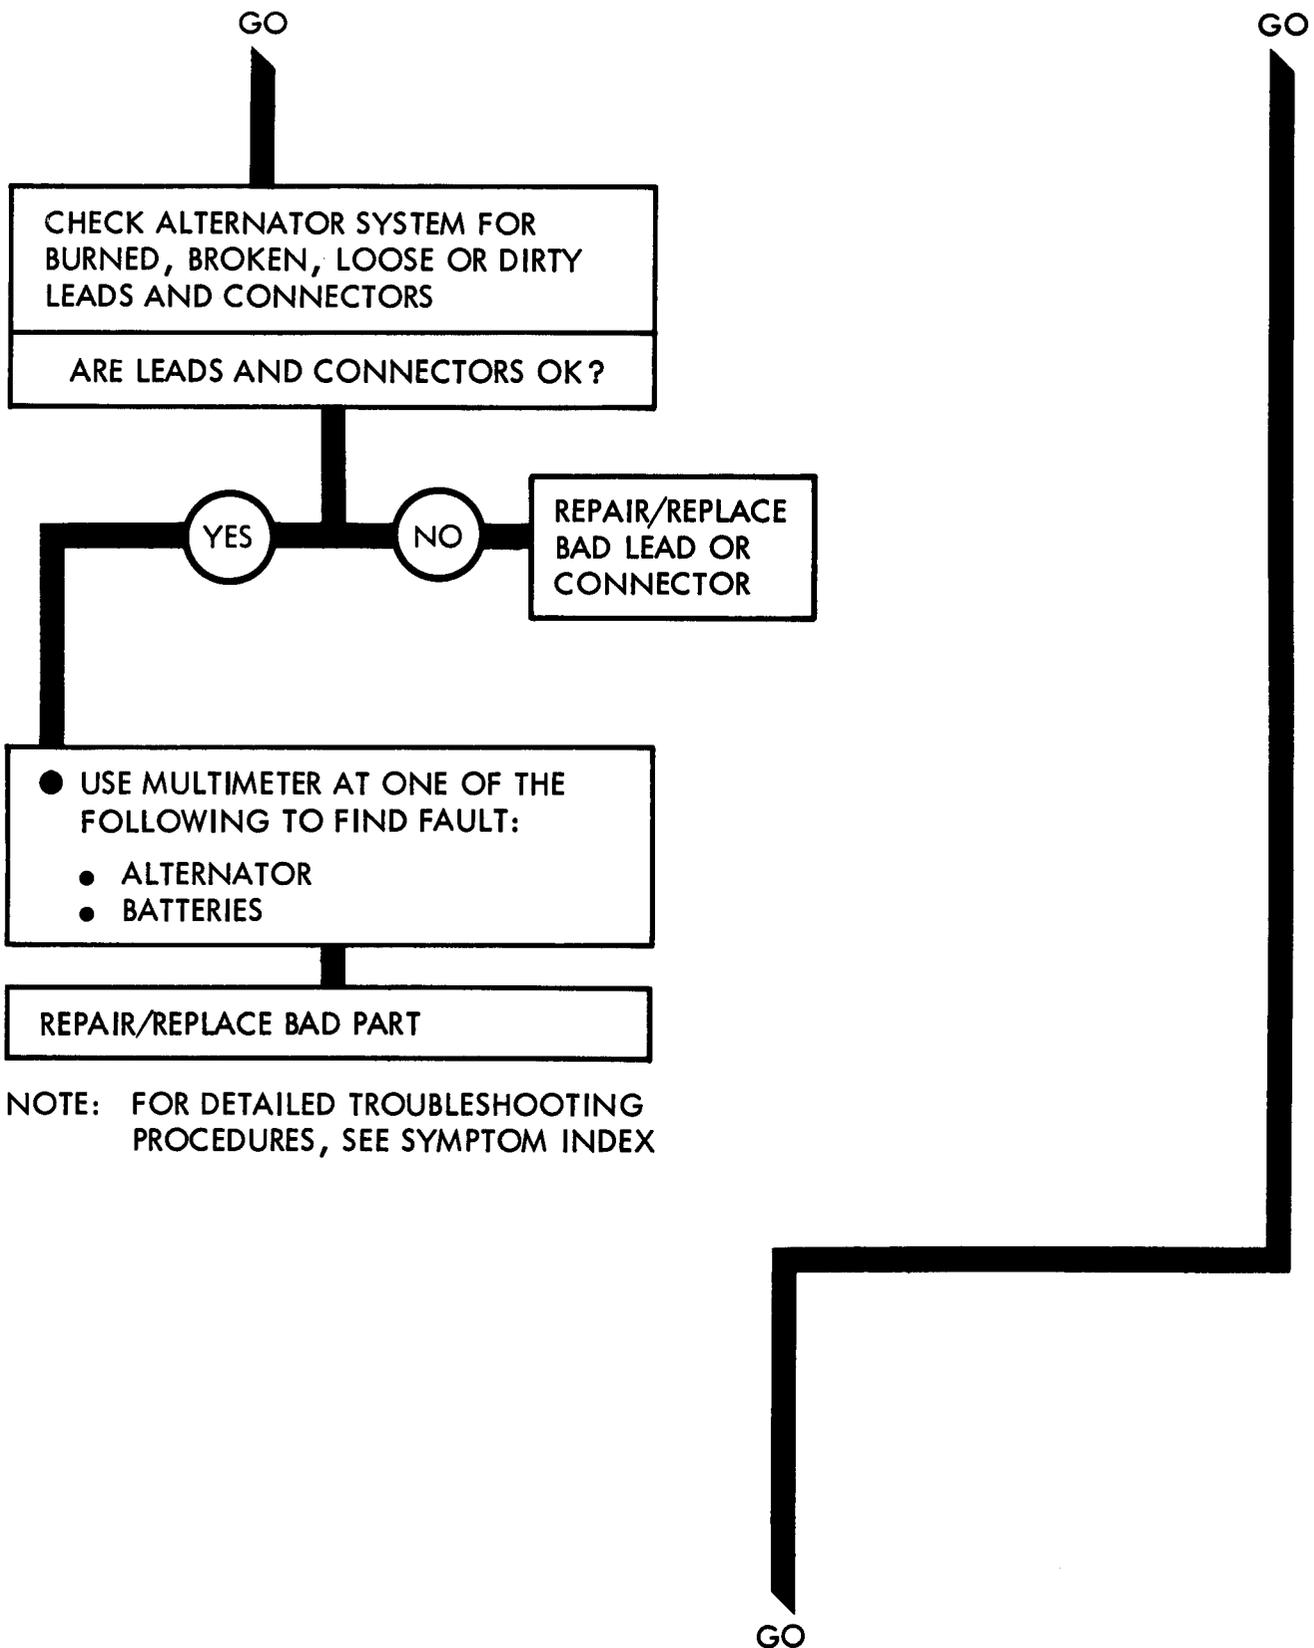 GO
GO
CHECK ALTERNATOR SYSTEM FOR
BURNED, BROKEN, LOOSE OR DIRTY
LEADS AND CONNECTORS
ARE LEADS AND CONNECTORS OK?
YES
NO
REPAIR/REPLACE
BAD LEAD OR
CONNECTOR
● USE MULTIMETER AT ONE OF THE
FOLLOWING TO FIND FAULT:
● ALTERNATOR
● BATTERIES
REPAIR/REPLACE BAD PART
NOTE: FOR DETAILED TROUBLESHOOTING
PROCEDURES, SEE SYMPTOM INDEX
GO